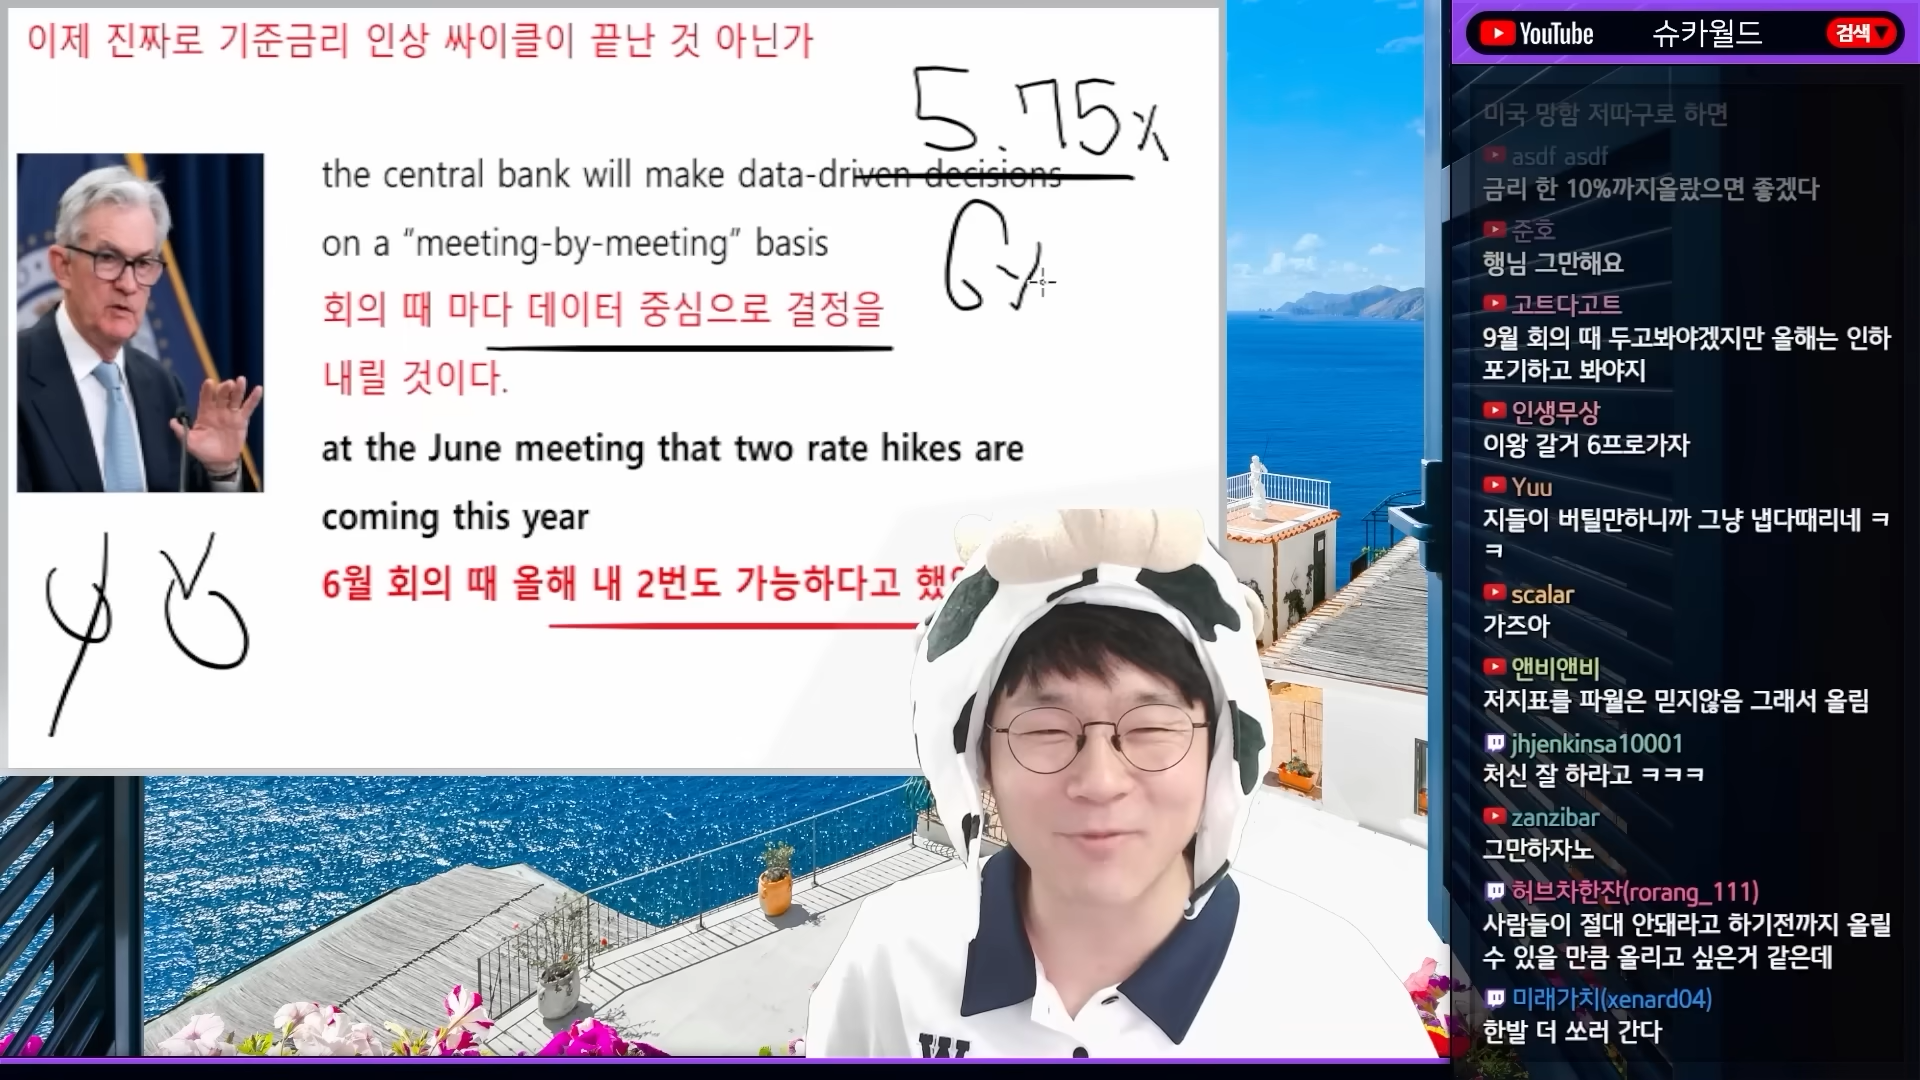 이제 진짜로 기준금리 인상 싸이클이 끝난 것 아닌가
5.75%
the central bank will make data-driven decisions
on a "meeting-by-meeting" basis
6%
회의 때 마다 데이터 중심으로 결정을
내릴 것이다.
at the June meeting that two rate hikes are
coming this year
6월 회의 때 올해 내 2번도 가능하다고
W
YouTube 슈카월드 검색
미국 망함 저따구로 하면
asdf asdf
금리 한 10%까지올랐으면 좋겠다
준호
행님 그만해요
고트다고트
9월 회의 때 두고봐야겠지만 올해는 인하
포기하고 봐야지
인생무상
이왕 갈거 6프로가자
Yuu
지들이 버틸만하니까 그냥 냅다때리네 ㅋ
ㅋ
scalar
가즈아
앤비앤비
저지표를 파월은 믿지않음 그래서 올림
jhjenkinsa10001
처신 잘 하라고 ㅋㅋㅋ
zanzibar
그만하자노
허브차한잔(rorang_111)
사람들이 절대 안돼라고 하기전까지 올릴
수 있을 만큼 올리고 싶은거 같은데
미래가치(xenard04)
한발 더 쏘러 간다